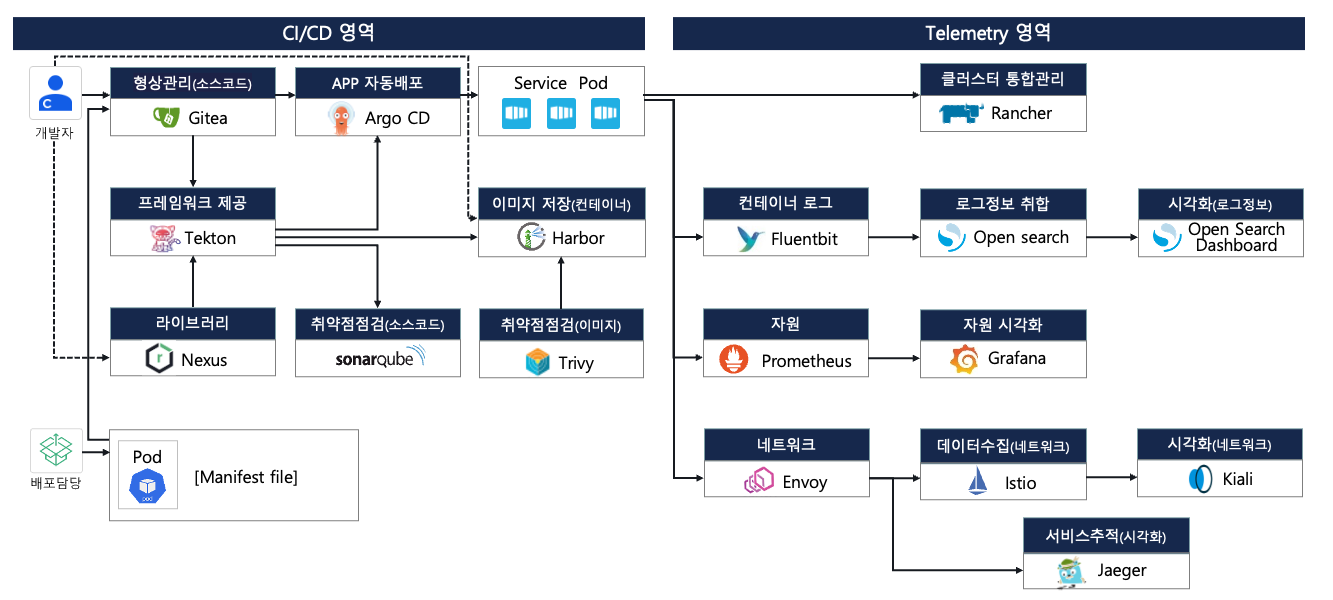 CI/CD 영역
Telemetry 영역
개발자
형상관리(소스코드)
Gitea
APP 자동배포
Argo CD
Service Pod
클러스터 통합관리
Rancher
프레임워크 제공
Tekton
이미지 저장(컨테이너)
Harbor
컨테이너 로그
Fluentbit
로그정보 취합
Open search
시각화(로그정보)
Open Search
Dashboard
라이브러리
Nexus
취약점점검(소스코드)
sonarqube
취약점점검(이미지)
Trivy
자원
Prometheus
자원 시각화
Grafana
배포담당
Pod
pod
[Manifest file]
네트워크
Envoy
데이터수집(네트워크)
Istio
시각화(네트워크)
Kiali
서비스추적(시각화)
Jaeger